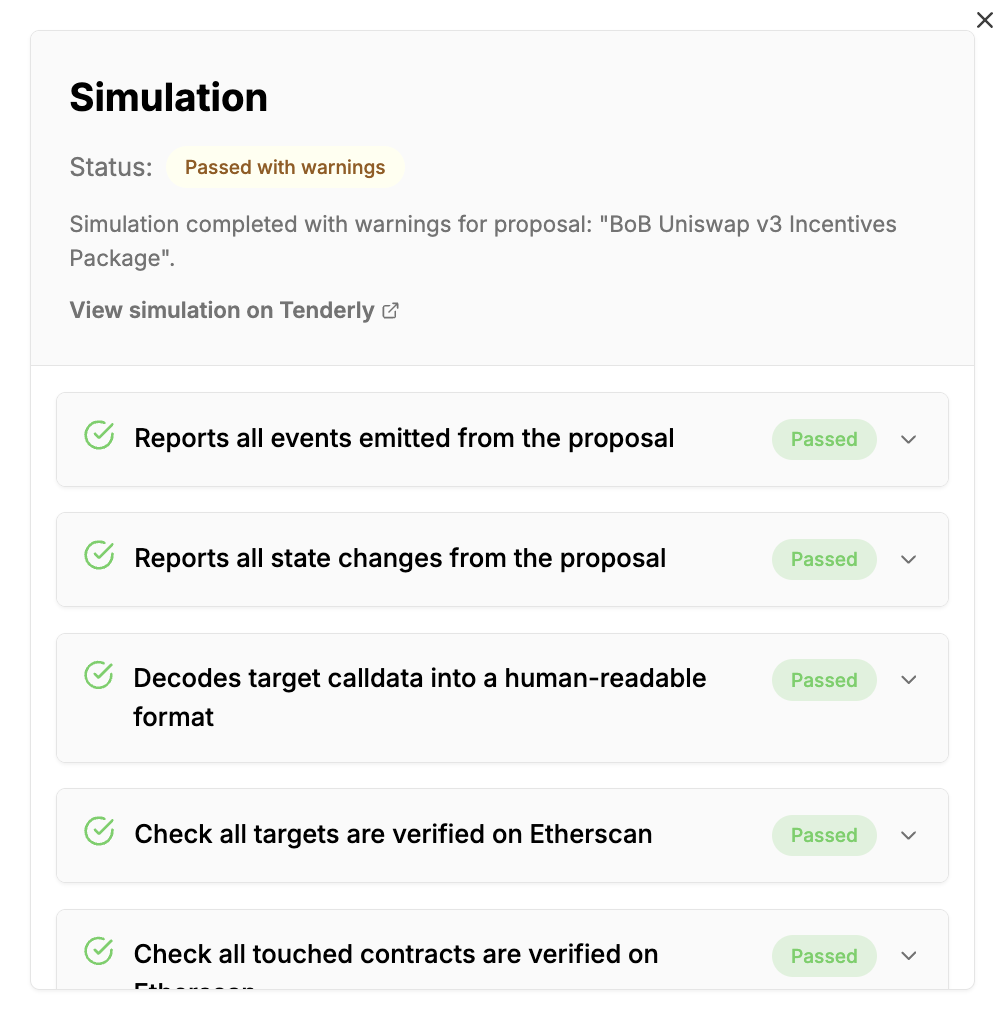 Simulation
Status: Passed with warnings
Simulation completed with warnings for proposal: "BoB Uniswap v3 Incentives
Package".
View simulation on Tenderly
Reports all events emitted from the proposal Passed
Reports all state changes from the proposal Passed
Decodes target calldata into a human-readable Passed
format
Check all targets are verified on Etherscan Passed
Check all touched contracts are verified on Passed
Etherscan